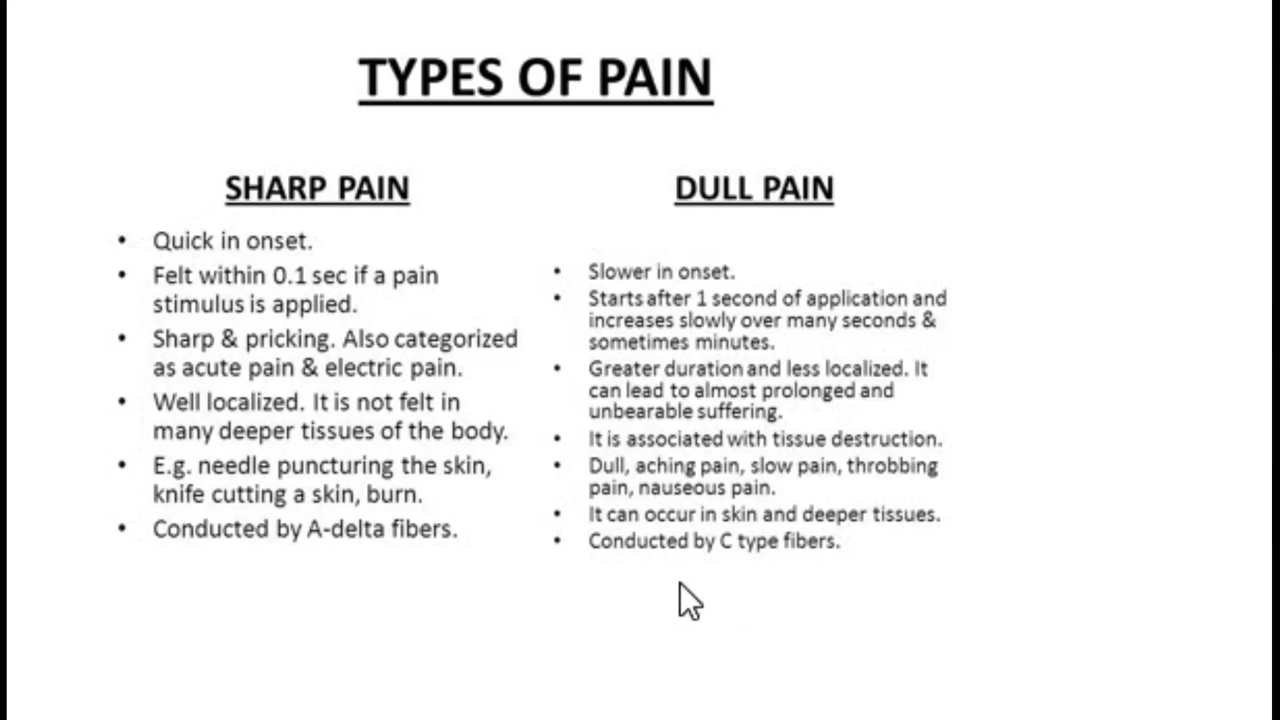 TYPES OF PAIN
SHARP PAIN
• Quick in onset.
• Felt within 0.1 sec if a pain
stimulus is applied.
• Sharp & pricking. Also categorized
as acute pain & electric pain.
• Well localized. It is not felt in
many deeper tissues of the body.
• E.g. needle puncturing the skin,
knife cutting a skin, burn.
• Conducted by A-delta fibers.
DULL PAIN
• Slower in onset.
• Starts after 1 second of application and
increases slowly over many seconds &
sometimes minutes.
• Greater duration and less localized. It
can lead to almost prolonged and
unbearable suffering.
• It is associated with tissue destruction.
• Dull, aching pain, slow pain, throbbing
pain, nauseous pain.
• It can occur in skin and deeper tissues.
• Conducted by C type fibers.